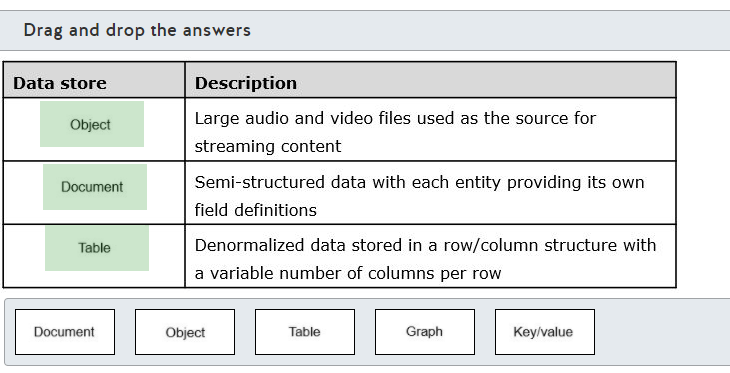 Drag and drop the answers
Data store
Description
Object
Large audio and video files used as the source for
streaming content
Document
Semi-structured data with each entity providing its own
field definitions
Table
Denormalized data stored in a row/column structure with
a variable number of columns per row
Document
Object
Table
Graph
Key/value